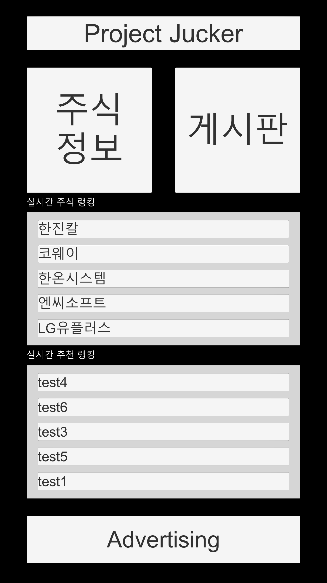 Project Jucker
주식
정보
게시판
실시간 주식 랭킹
한진칼
코웨이
한온시스템
엔씨소프트
LG유플러스
실시간 추천 랭킹
test4
test6
test3
test5
test1
Advertising